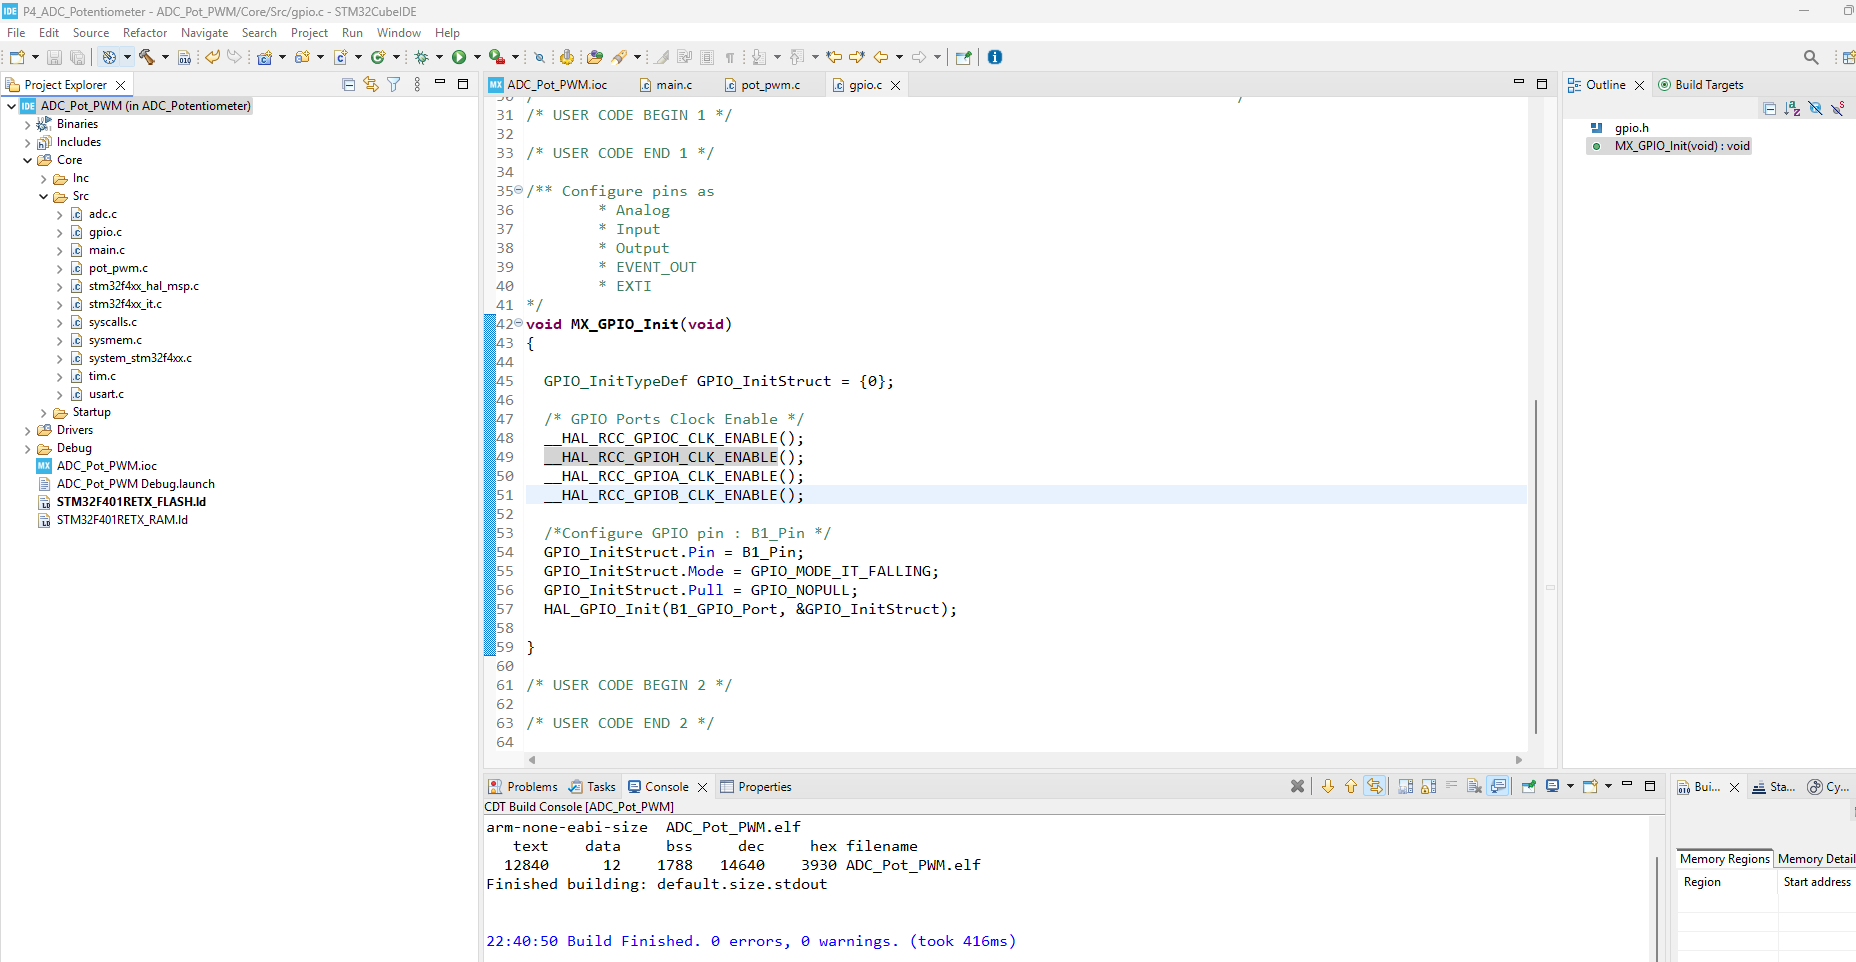 IDE P4_ADC_Potentiometer - ADC_Pot_PWM/Core/Src/gpio.c - STM32CubeIDE
File Edit Source Refactor Navigate Search Project Run Window Help
Project Explorer
IDE ADC_Pot_PWM (in ADC_Potentiometer)
Binaries
Includes
Core
Inc
Src
adc.c
gpio.c
main.c
pot_pwm.c
stm32f4xx_hal_msp.c
stm32f4xx_it.c
syscalls.c
sysmem.c
system_stm32f4xx.c
tim.c
usart.c
Startup
Drivers
Debug
MX ADC_Pot_PWM.ioc
ADC_Pot_PWM Debug.launch
STM32F401RETX_FLASH.ld
STM32F401RETX_RAM.ld
MX ADC_Pot_PWM.ioc main.c pot_pwm.c gpio.c
30 / /
31 /* USER CODE BEGIN 1 */
32
33 /* USER CODE END 1 */
34
35 /** Configure pins as
36 * Analog
37 * Input
38 * Output
39 * EVENT_OUT
40 * EXTI
41 */
42 void MX_GPIO_Init(void)
43 {
44
45 GPIO_InitTypeDef GPIO_InitStruct = {0};
46
47 /* GPIO Ports Clock Enable */
48 __HAL_RCC_GPIOC_CLK_ENABLE();
49 __HAL_RCC_GPIOH_CLK_ENABLE();
50 __HAL_RCC_GPIOA_CLK_ENABLE();
51 __HAL_RCC_GPIOB_CLK_ENABLE();
52
53 /*Configure GPIO pin : B1_Pin */
54 GPIO_InitStruct.Pin = B1_Pin;
55 GPIO_InitStruct.Mode = GPIO_MODE_IT_FALLING;
56 GPIO_InitStruct.Pull = GPIO_NOPULL;
57 HAL_GPIO_Init(B1_GPIO_Port, &GPIO_InitStruct);
58
59 }
60
61 /* USER CODE BEGIN 2 */
62
63 /* USER CODE END 2 */
64
Outline Build Targets
gpio.h
MX_GPIO_Init(void) : void
Problems Tasks Console Properties
CDT Build Console [ADC_Pot_PWM]
arm-none-eabi-size ADC_Pot_PWM.elf
text data bss dec hex filename
12840 12 1788 14640 3930 ADC_Pot_PWM.elf
Finished building: default.size.stdout
22:40:50 Build Finished. 0 errors, 0 warnings. (took 416ms)
Bui... Sta... Cy...
Memory Regions Memory Detail
Region Start address